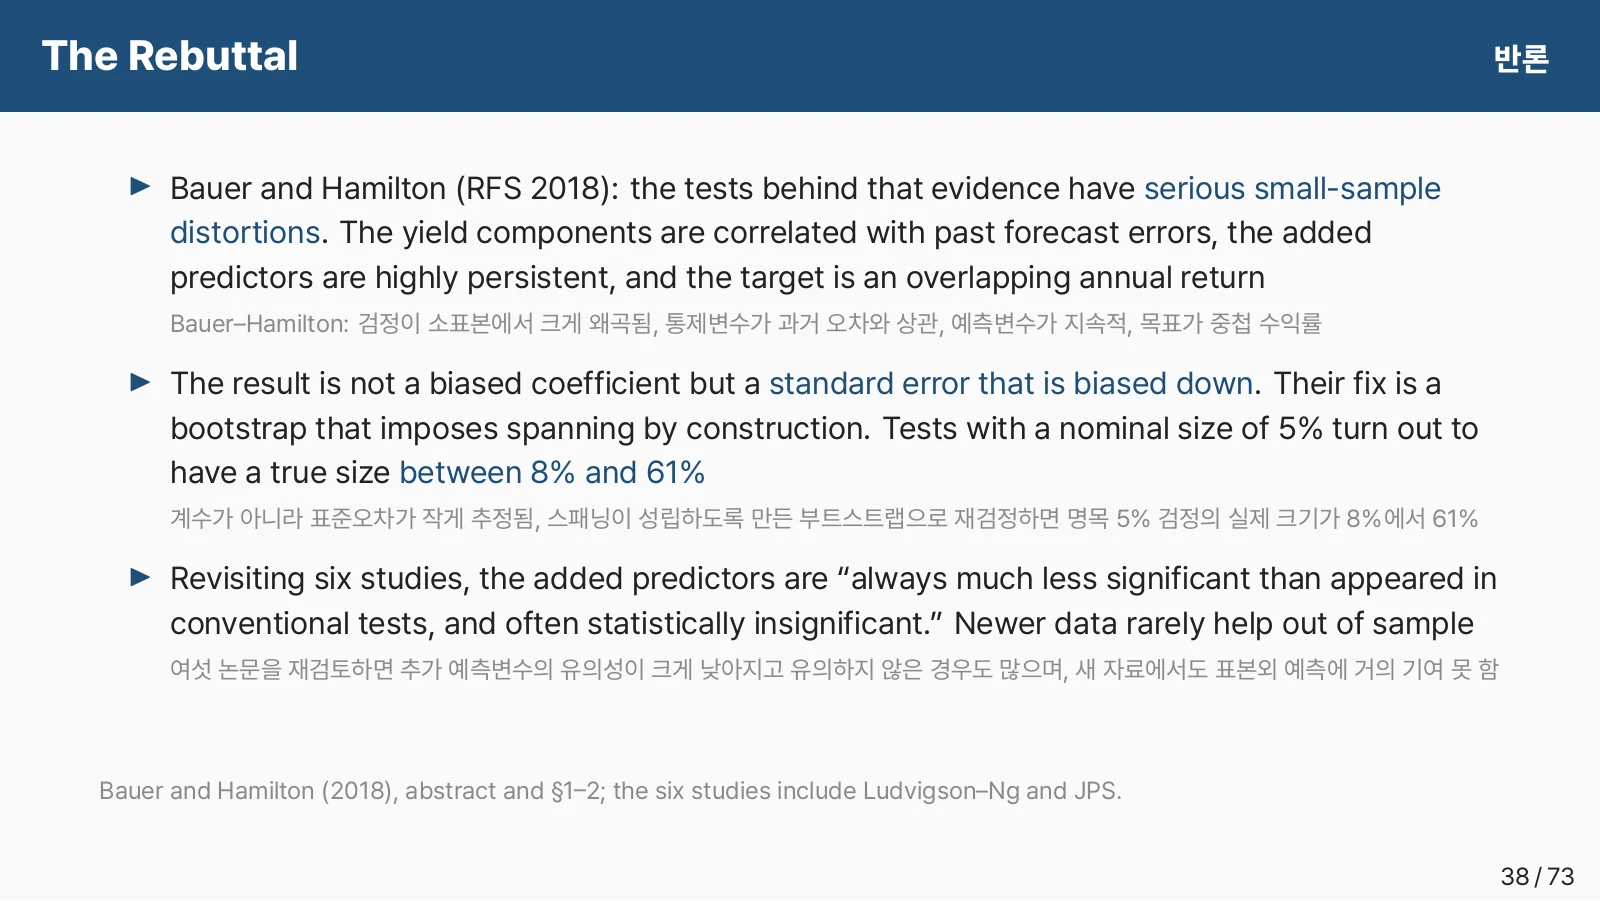 The Rebuttal
반론
▶ Bauer and Hamilton (RFS 2018): the tests behind that evidence have serious small-sample
distortions. The yield components are correlated with past forecast errors, the added
predictors are highly persistent, and the target is an overlapping annual return
Bauer–Hamilton: 검정이 소표본에서 크게 왜곡됨, 통제변수가 과거 오차와 상관, 예측변수가 지속적, 목표가 중첩 수익률
▶ The result is not a biased coefficient but a standard error that is biased down. Their fix is a
bootstrap that imposes spanning by construction. Tests with a nominal size of 5% turn out to
have a true size between 8% and 61%
계수가 아니라 표준오차가 작게 추정됨, 스패닝이 성립하도록 만든 부트스트랩으로 재검정하면 명목 5% 검정의 실제 크기가 8%에서 61%
▶ Revisiting six studies, the added predictors are “always much less significant than appeared in
conventional tests, and often statistically insignificant.” Newer data rarely help out of sample
여섯 논문을 재검토하면 추가 예측변수의 유의성이 크게 낮아지고 유의하지 않은 경우도 많으며, 새 자료에서도 표본외 예측에 거의 기여 못 함
Bauer and Hamilton (2018), abstract and §1–2; the six studies include Ludvigson–Ng and JPS.
38 / 73